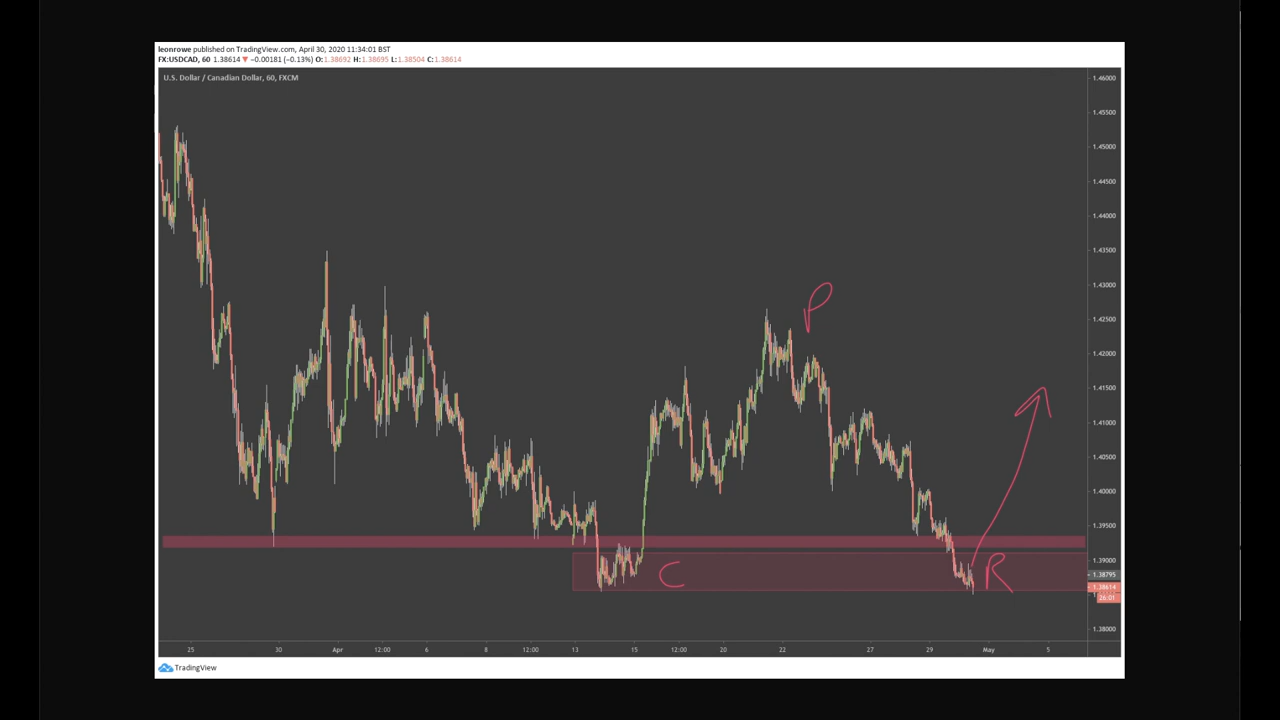 leonrowe published on TradingView.com, April 30, 2020 11:34:01 BST
FX:USDCAD, 60 1.38614 ▼ −0.00181 (−0.13%) O:1.38692 H:1.38695 L:1.38504 C:1.38614
U.S. Dollar / Canadian Dollar, 60, FXCM
1.46000
1.45500
1.45000
1.44500
1.44000
1.43500
1.43000
P
1.42500
1.42000
1.41500
1.41000
1.40500
1.40000
1.39500
1.39000
C
R
1.38795
1.38614
26:01
1.38000
25 30 Apr 12:00 6 8 12:00 13 15 12:00 20 22 27 29 May 5
TradingView